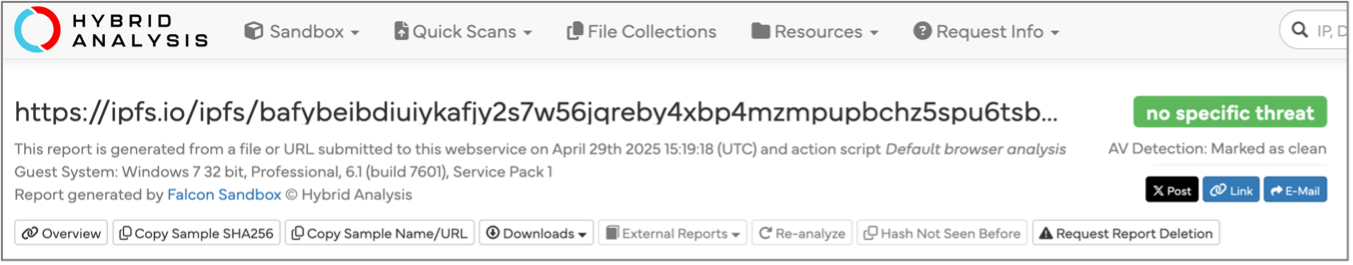 HYBRID
ANALYSIS
Sandbox
Quick Scans
File Collections
Resources
Request Info
IP, D
https://ipfs.io/ipfs/bafybeibdiuiykafjy2s7w56jqreby4xbp4mzmpupbchz5spu6tsb...
no specific threat
This report is generated from a file or URL submitted to this webservice on April 29th 2025 15:19:18 (UTC) and action script Default browser analysis
AV Detection: Marked as clean
Guest System: Windows 7 32 bit, Professional, 6.1 (build 7601), Service Pack 1
Report generated by Falcon Sandbox © Hybrid Analysis
X Post
Link
E-Mail
Overview
Copy Sample SHA256
Copy Sample Name/URL
Downloads
External Reports
Re-analyze
Hash Not Seen Before
Request Report Deletion